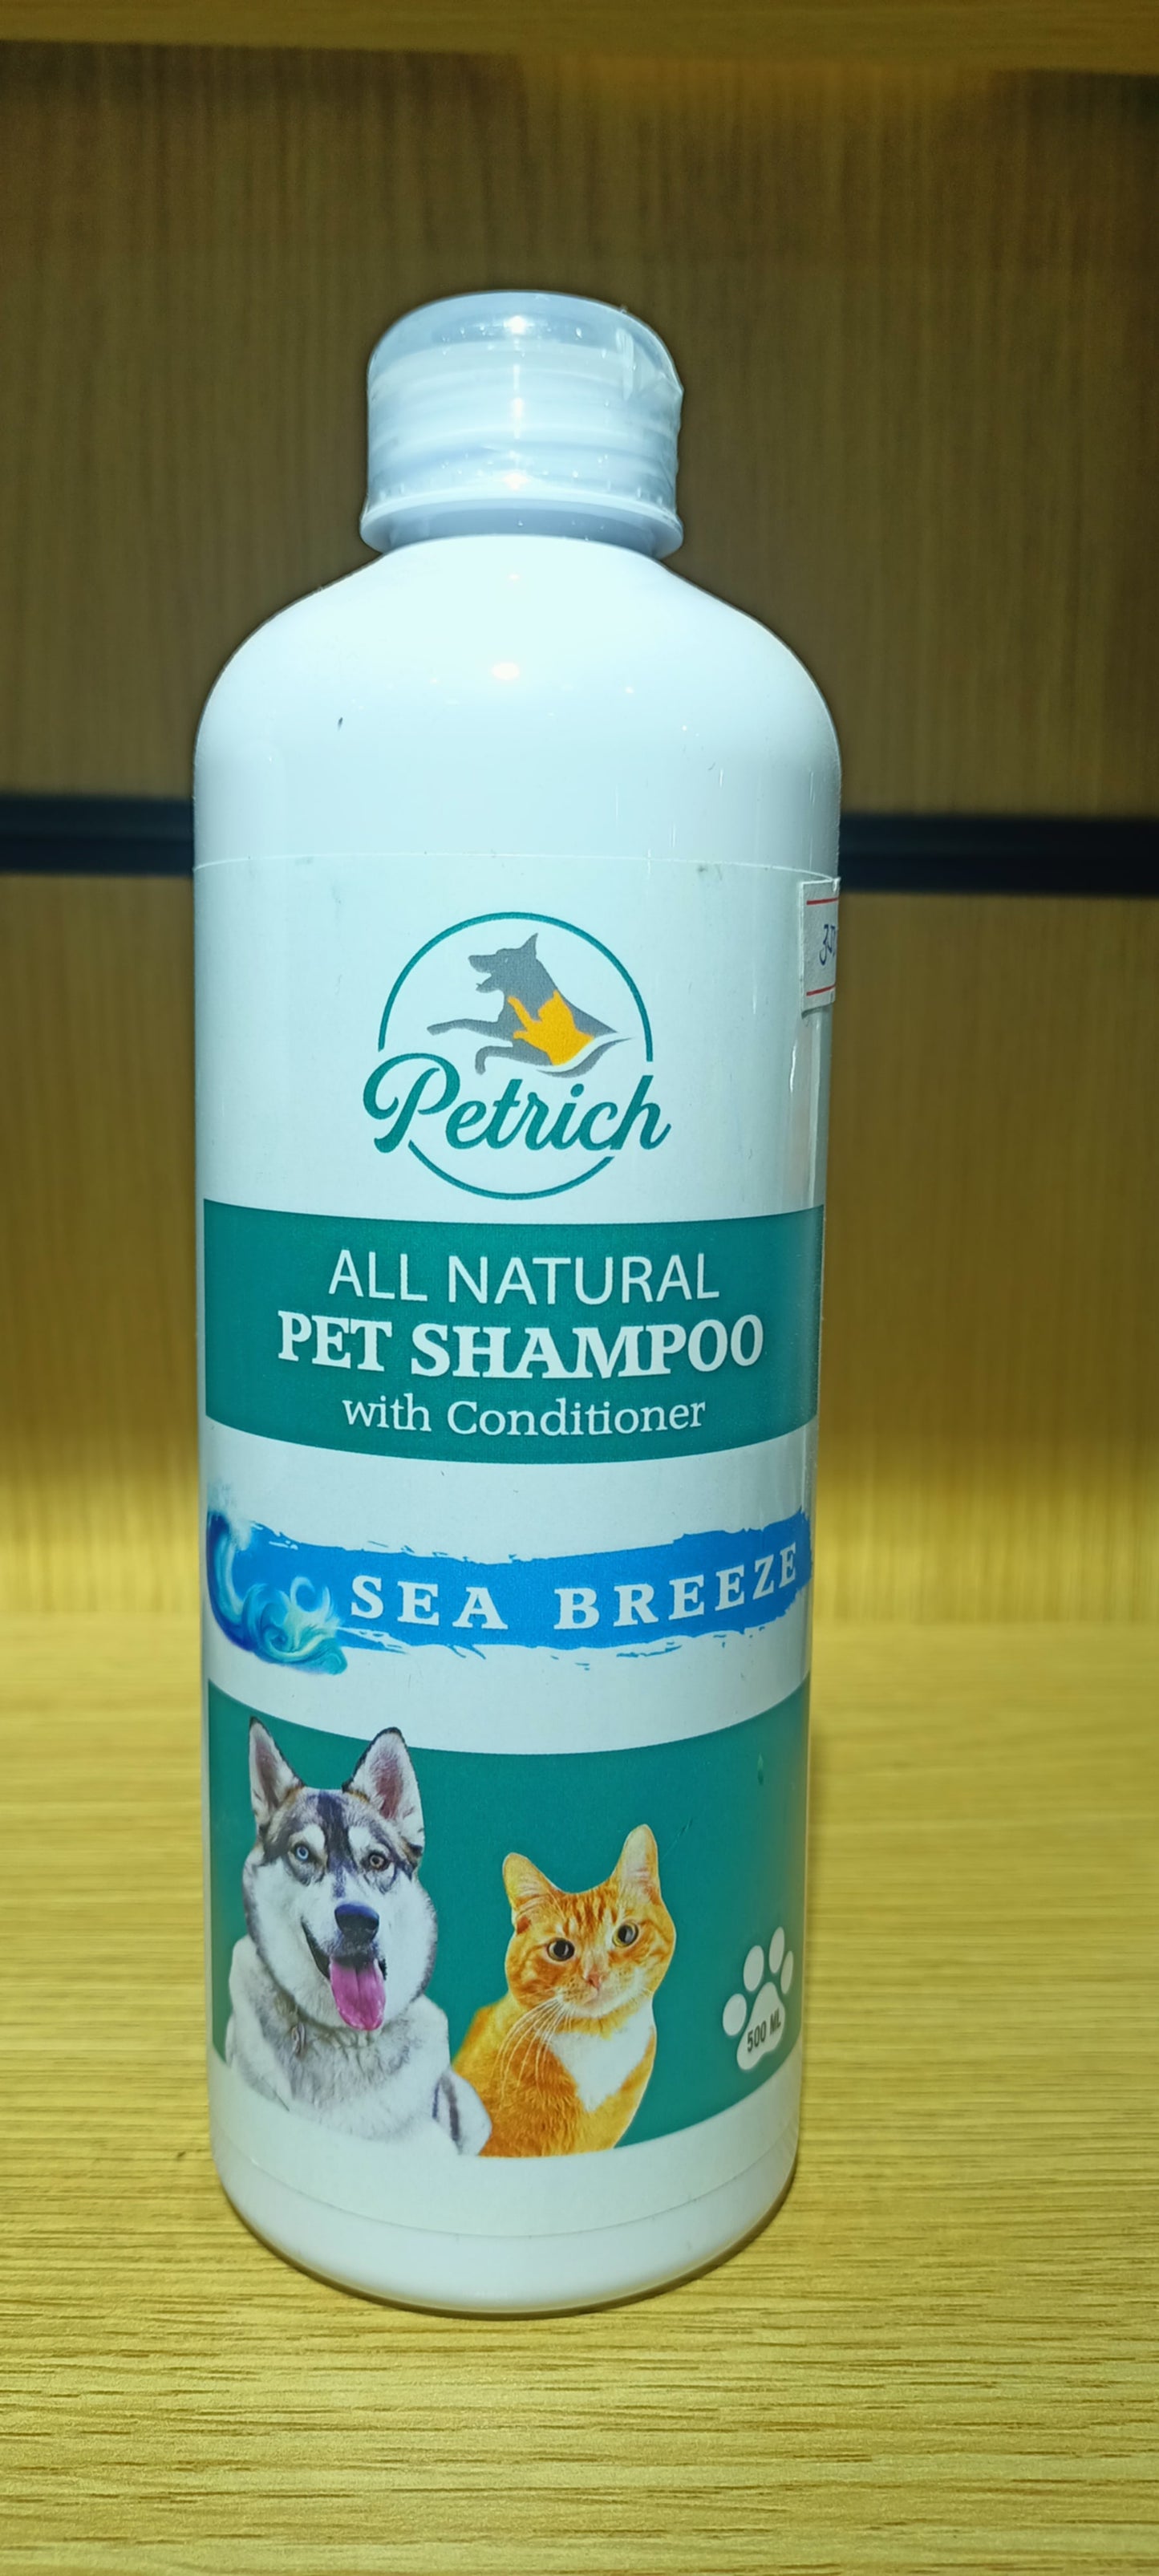 Petrich
ALL NATURAL
PET SHAMPOO
with Conditioner
SEA BREEZE
500 ML